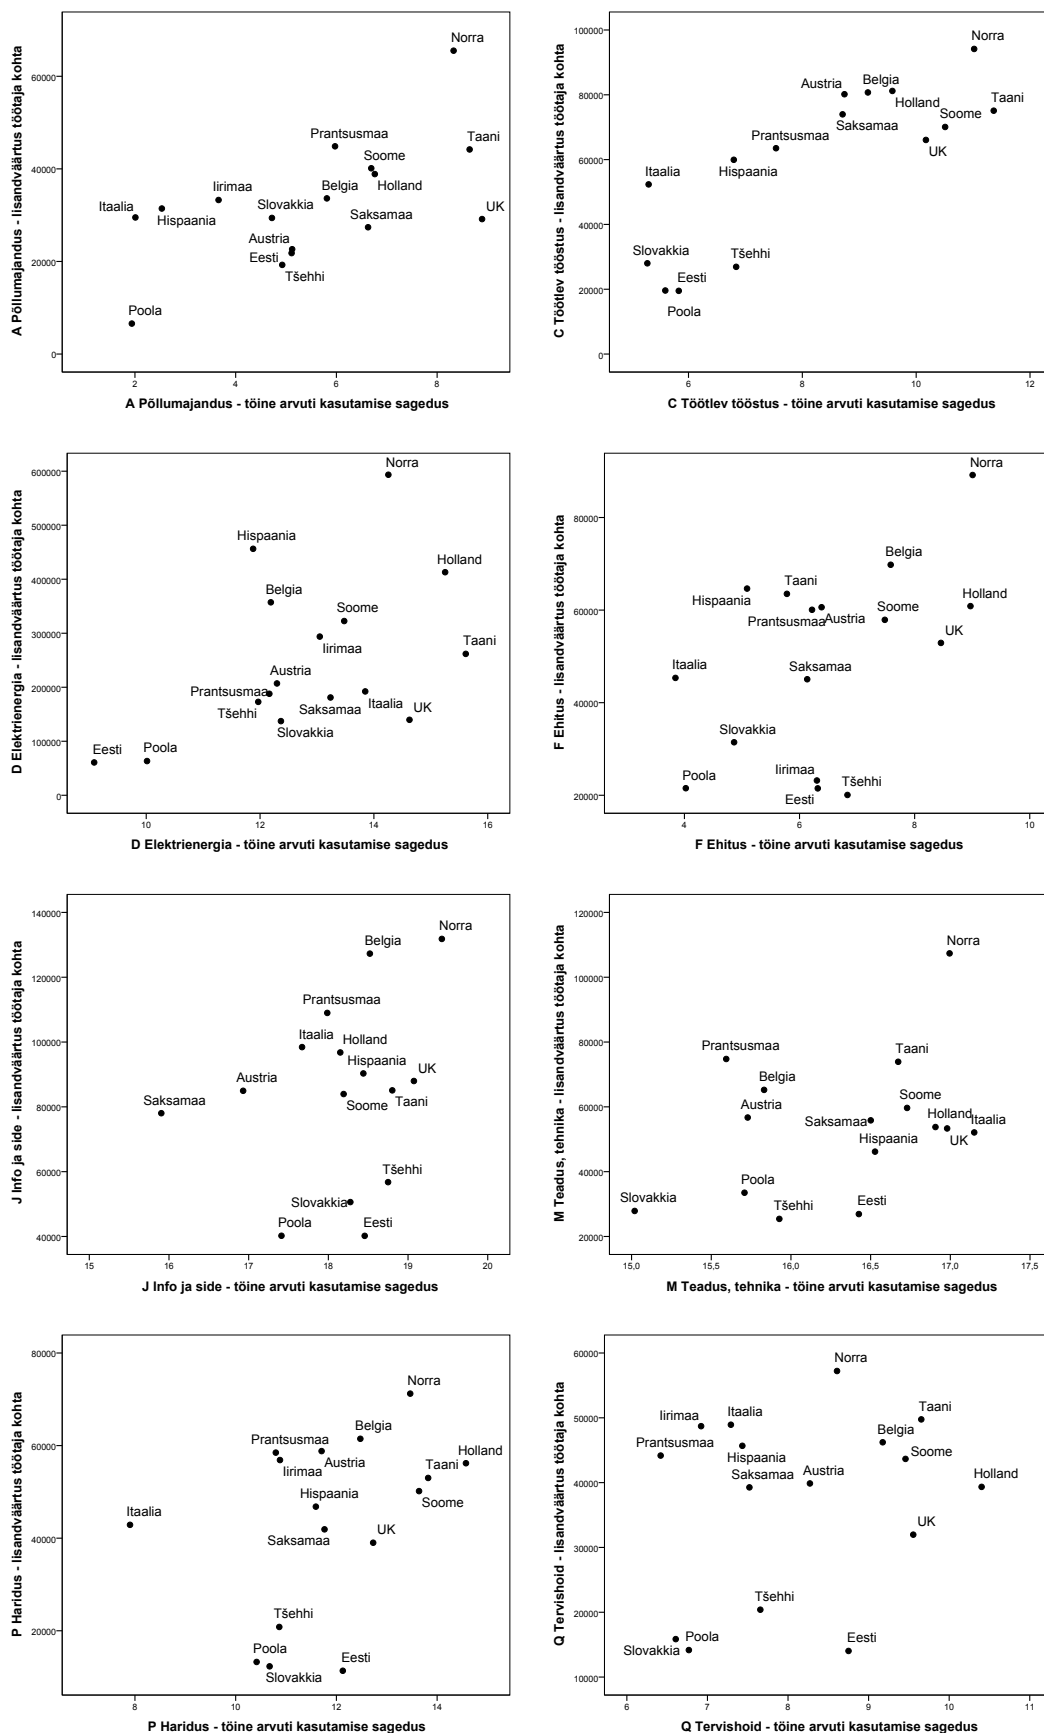 A Põllumajandus - lisandväärtus töötaja kohta
60000
40000
20000
0
Norra
Prantsusmaa
Taani
Soome
Holland
Iirimaa
Belgia
Slovakkia
Itaalia
Hispaania
Saksamaa
UK
Austria
Eesti
Tšehhi
Poola
2
4
6
8
A Põllumajandus - töine arvuti kasutamise sagedus
C Töötlev tööstus - lisandväärtus töötaja kohta
100000
80000
60000
40000
20000
0
Norra
Austria
Belgia
Holland
Taani
Saksamaa
Soome
Prantsusmaa
UK
Hispaania
Itaalia
Slovakkia
Tšehhi
Eesti
Poola
6
8
10
12
C Töötlev tööstus - töine arvuti kasutamise sagedus
D Elektrienergia - lisandväärtus töötaja kohta
600000
500000
400000
300000
200000
100000
0
Norra
Hispaania
Holland
Belgia
Soome
Iirimaa
Taani
Austria
Prantsusmaa
Tšehhi
Saksamaa
Itaalia
UK
Slovakkia
Eesti
Poola
10
12
14
16
D Elektrienergia - töine arvuti kasutamise sagedus
F Ehitus - lisandväärtus töötaja kohta
80000
60000
40000
20000
Norra
Belgia
Hispaania
Taani
Holland
Prantsusmaa
Austria
Soome
UK
Itaalia
Saksamaa
Slovakkia
Poola
Iirimaa
Eesti
Tšehhi
4
6
8
10
F Ehitus - töine arvuti kasutamise sagedus
J Info ja side - lisandväärtus töötaja kohta
140000
120000
100000
80000
60000
40000
Norra
Belgia
Prantsusmaa
Itaalia
Holland
Hispaania
UK
Austria
Soome
Taani
Saksamaa
Tšehhi
Slovakkia
Poola
Eesti
15
16
17
18
19
20
J Info ja side - töine arvuti kasutamise sagedus
M Teadus, tehnika - lisandväärtus töötaja kohta
120000
100000
80000
60000
40000
20000
Norra
Prantsusmaa
Taani
Belgia
Austria
Soome
Saksamaa
Holland
Itaalia
UK
Hispaania
Poola
Slovakkia
Tšehhi
Eesti
15,0
15,5
16,0
16,5
17,0
17,5
M Teadus, tehnika - töine arvuti kasutamise sagedus
P Haridus - lisandväärtus töötaja kohta
80000
60000
40000
20000
Norra
Belgia
Prantsusmaa
Austria
Iirimaa
Holland
Taani
Soome
Hispaania
Itaalia
Saksamaa
UK
Tšehhi
Poola
Slovakkia
Eesti
8
10
12
14
P Haridus - töine arvuti kasutamise sagedus
Q Tervishoid - lisandväärtus töötaja kohta
60000
50000
40000
30000
20000
10000
Norra
Iirimaa
Itaalia
Taani
Prantsusmaa
Hispaania
Belgia
Soome
Saksamaa
Austria
Holland
UK
Tšehhi
Slovakkia
Poola
Eesti
6
7
8
9
10
11
Q Tervishoid - töine arvuti kasutamise sagedus